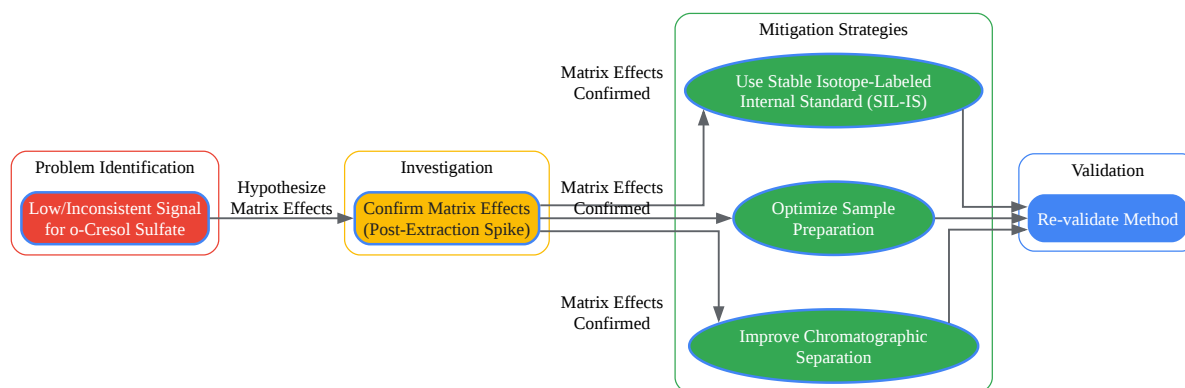 Problem Identification
Low/Inconsistent Signal
for o-Cresol Sulfate
Hypothesize
Matrix Effects
Investigation
Confirm Matrix Effects
(Post-Extraction Spike)
Matrix Effects
Confirmed
Matrix Effects
Confirmed
Matrix Effects
Confirmed
Mitigation Strategies
Use Stable Isotope-Labeled
Internal Standard (SIL-IS)
Optimize Sample
Preparation
Improve Chromatographic
Separation
Validation
Re-validate Method